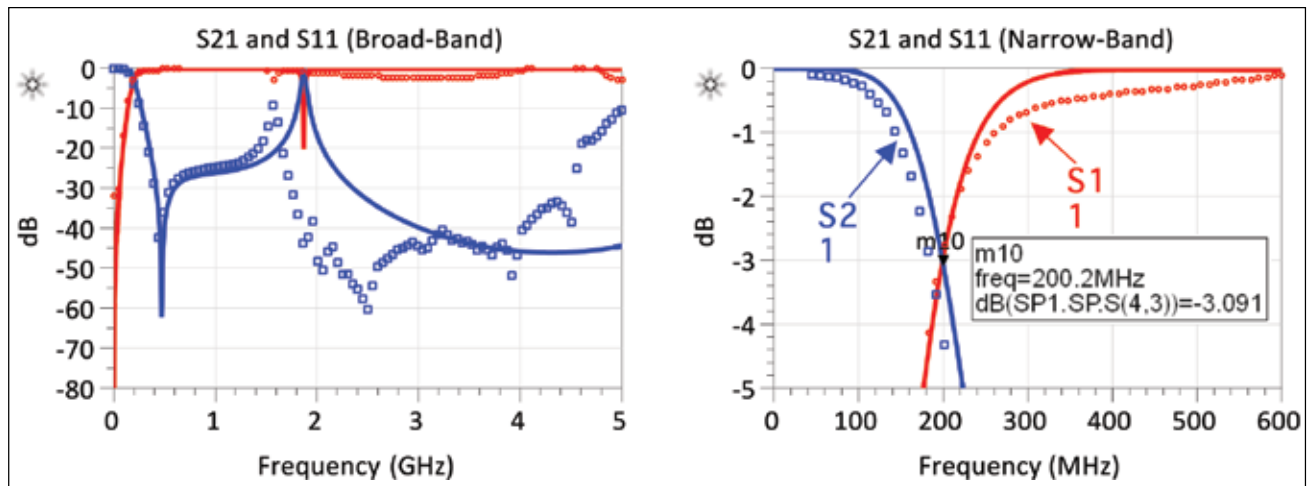 S21 and S11 (Broad-Band)
0
-10
-20
-30
-40
-50
-60
-70
-80
dB
0 1 2 3 4 5
Frequency (GHz)
S21 and S11 (Narrow-Band)
0
-1
-2
-3
-4
-5
dB
S2
1
S1
1
m10
m10
freq=200.2MHz
dB(SP1.SP.S(4,3))=-3.091
0 100 200 300 400 500 600
Frequency (MHz)